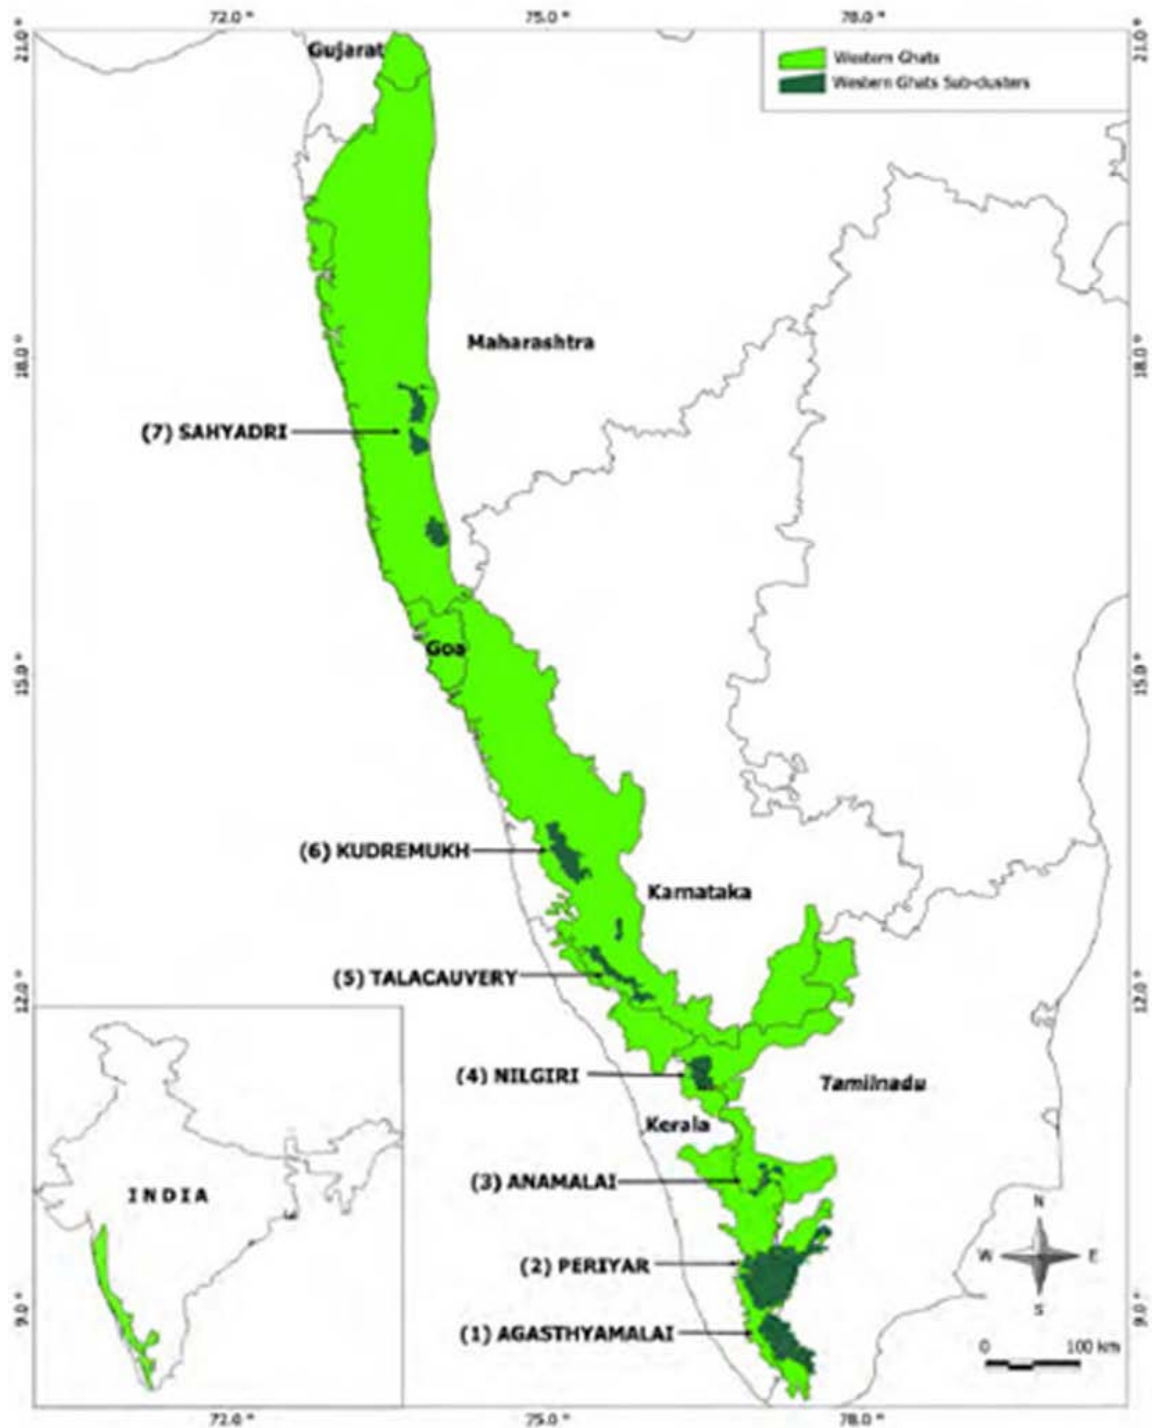 72.0 °
75.0 °
78.0 °
21.0 °
21.0 °
Gujarat
Western Ghats
Western Ghats Sub-clusters
18.0 °
Maharashtra
18.0 °
(7) SAHYADRI
15.0 °
Goa
15.0 °
(6) KUDREMUKH
Karnataka
(5) TALACAUVERY
12.0 °
12.0 °
(4) NILGIRI
Tamilnadu
Kerala
(3) ANAMALAI
INDIA
N
W
E
S
(2) PERIYAR
9.0 °
9.0 °
(1) AGASTHYAMALAI
0
100 km
72.0 °
75.0 °
78.0 °